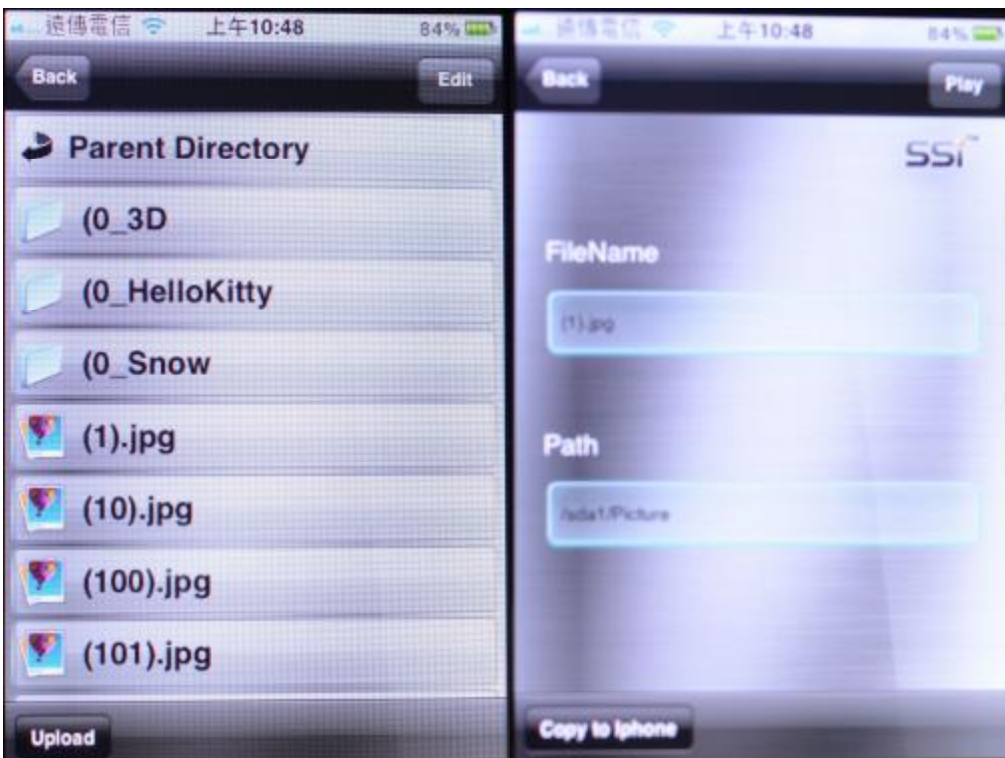 遠傳電信 上午10:48 84%
Back Edit
Parent Directory
(0_3D
(0_HelloKitty
(0_Snow
(1).jpg
(10).jpg
(100).jpg
(101).jpg
Upload
遠傳電信 上午10:48 84%
Back Play
SSi™
FileName
(1).jpg
Path
/sda1/Picture
Copy to Iphone